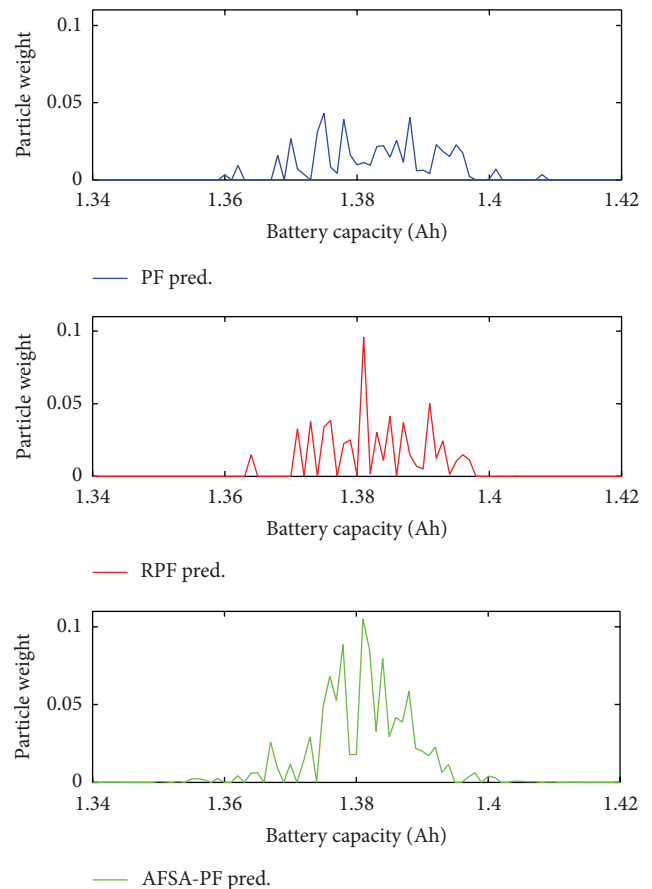 0.1
0.05
0
Particle weight
1.34 1.36 1.38 1.4 1.42
Battery capacity (Ah)
PF pred.
0.1
0.05
0
Particle weight
1.34 1.36 1.38 1.4 1.42
Battery capacity (Ah)
RPF pred.
0.1
0.05
0
Particle weight
1.34 1.36 1.38 1.4 1.42
Battery capacity (Ah)
AFSA-PF pred.